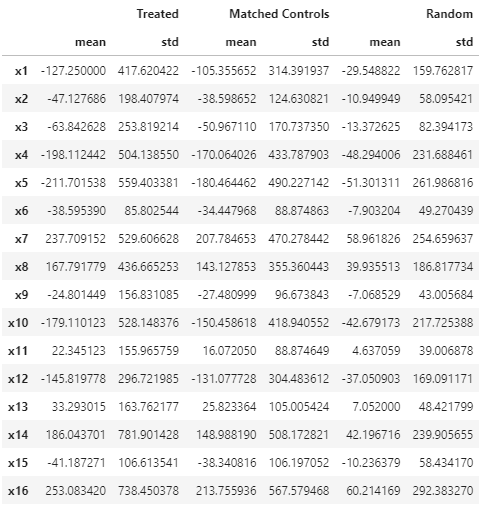 Treated Matched Controls Random
mean std mean std mean std
x1 -127.250000 417.620422 -105.355652 314.391937 -29.548822 159.762817
x2 -47.127686 198.407974 -38.598652 124.630821 -10.949949 58.095421
x3 -63.842628 253.819214 -50.967110 170.737350 -13.372625 82.394173
x4 -198.112442 504.138550 -170.064026 433.787903 -48.294006 231.688461
x5 -211.701538 559.403381 -180.464462 490.227142 -51.301311 261.986816
x6 -38.595390 85.802544 -34.447968 88.874863 -7.903204 49.270439
x7 237.709152 529.606628 207.784653 470.278442 58.961826 254.659637
x8 167.791779 436.665253 143.127853 355.360443 39.935513 186.817734
x9 -24.801449 156.831085 -27.480999 96.673843 -7.068529 43.005684
x10 -179.110123 528.148376 -150.458618 418.940552 -42.679173 217.725388
x11 22.345123 155.965759 16.072050 88.874649 4.637059 39.006878
x12 -145.819778 296.721985 -131.077728 304.483612 -37.050903 169.091171
x13 33.293015 163.762177 25.823364 105.005424 7.052000 48.421799
x14 186.043701 781.901428 148.988190 508.172821 42.196716 239.905655
x15 -41.187271 106.613541 -38.340816 106.197052 -10.236379 58.434170
x16 253.083420 738.450378 213.755936 567.579468 60.214169 292.383270